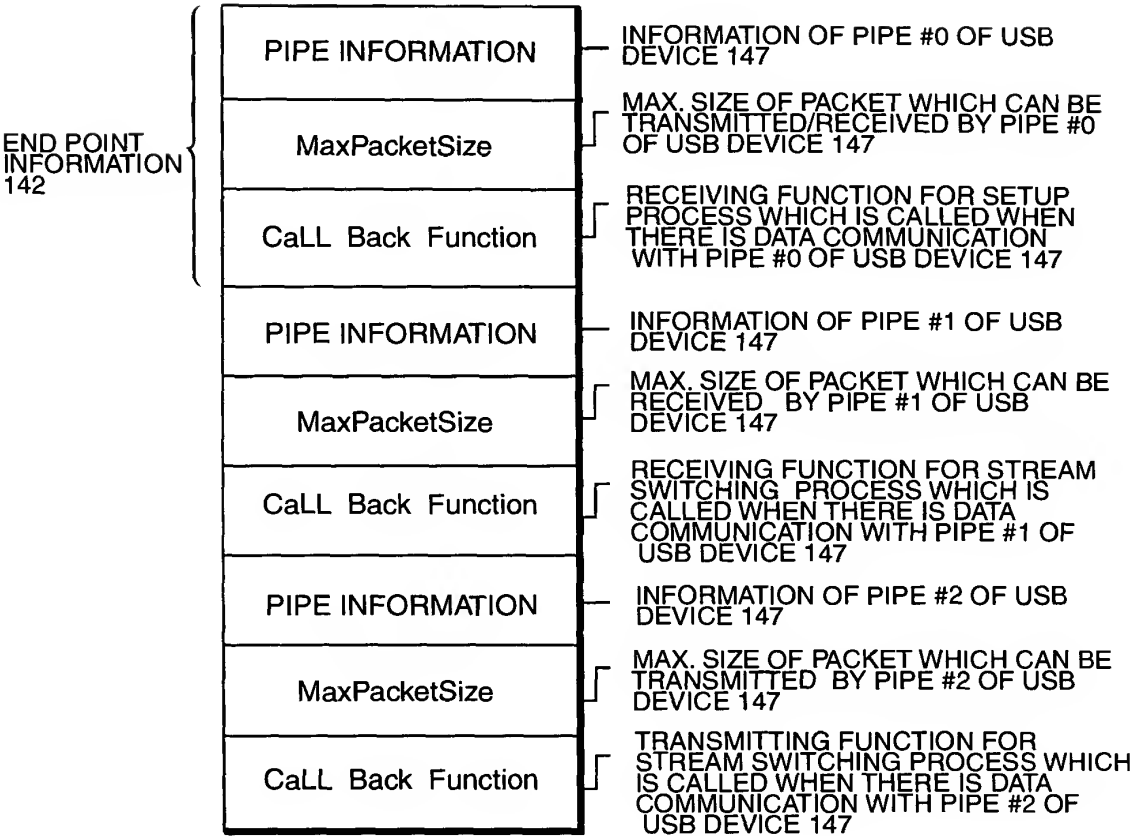 PIPE INFORMATION
INFORMATION OF PIPE #0 OF USB
DEVICE 147
END POINT
INFORMATION
142
MaxPacketSize
MAX. SIZE OF PACKET WHICH CAN BE
TRANSMITTED/RECEIVED BY PIPE #0
OF USB DEVICE 147
CaLL Back Function
RECEIVING FUNCTION FOR SETUP
PROCESS WHICH IS CALLED WHEN
THERE IS DATA COMMUNICATION
WITH PIPE #0 OF USB DEVICE 147
PIPE INFORMATION
INFORMATION OF PIPE #1 OF USB
DEVICE 147
MaxPacketSize
MAX. SIZE OF PACKET WHICH CAN BE
RECEIVED BY PIPE #1 OF USB
DEVICE 147
CaLL Back Function
RECEIVING FUNCTION FOR STREAM
SWITCHING PROCESS WHICH IS
CALLED WHEN THERE IS DATA
COMMUNICATION WITH PIPE #1 OF
USB DEVICE 147
PIPE INFORMATION
INFORMATION OF PIPE #2 OF USB
DEVICE 147
MaxPacketSize
MAX. SIZE OF PACKET WHICH CAN BE
TRANSMITTED BY PIPE #2 OF USB
DEVICE 147
CaLL Back Function
TRANSMITTING FUNCTION FOR
STREAM SWITCHING PROCESS WHICH
IS CALLED WHEN THERE IS DATA
COMMUNICATION WITH PIPE #2 OF
USB DEVICE 147